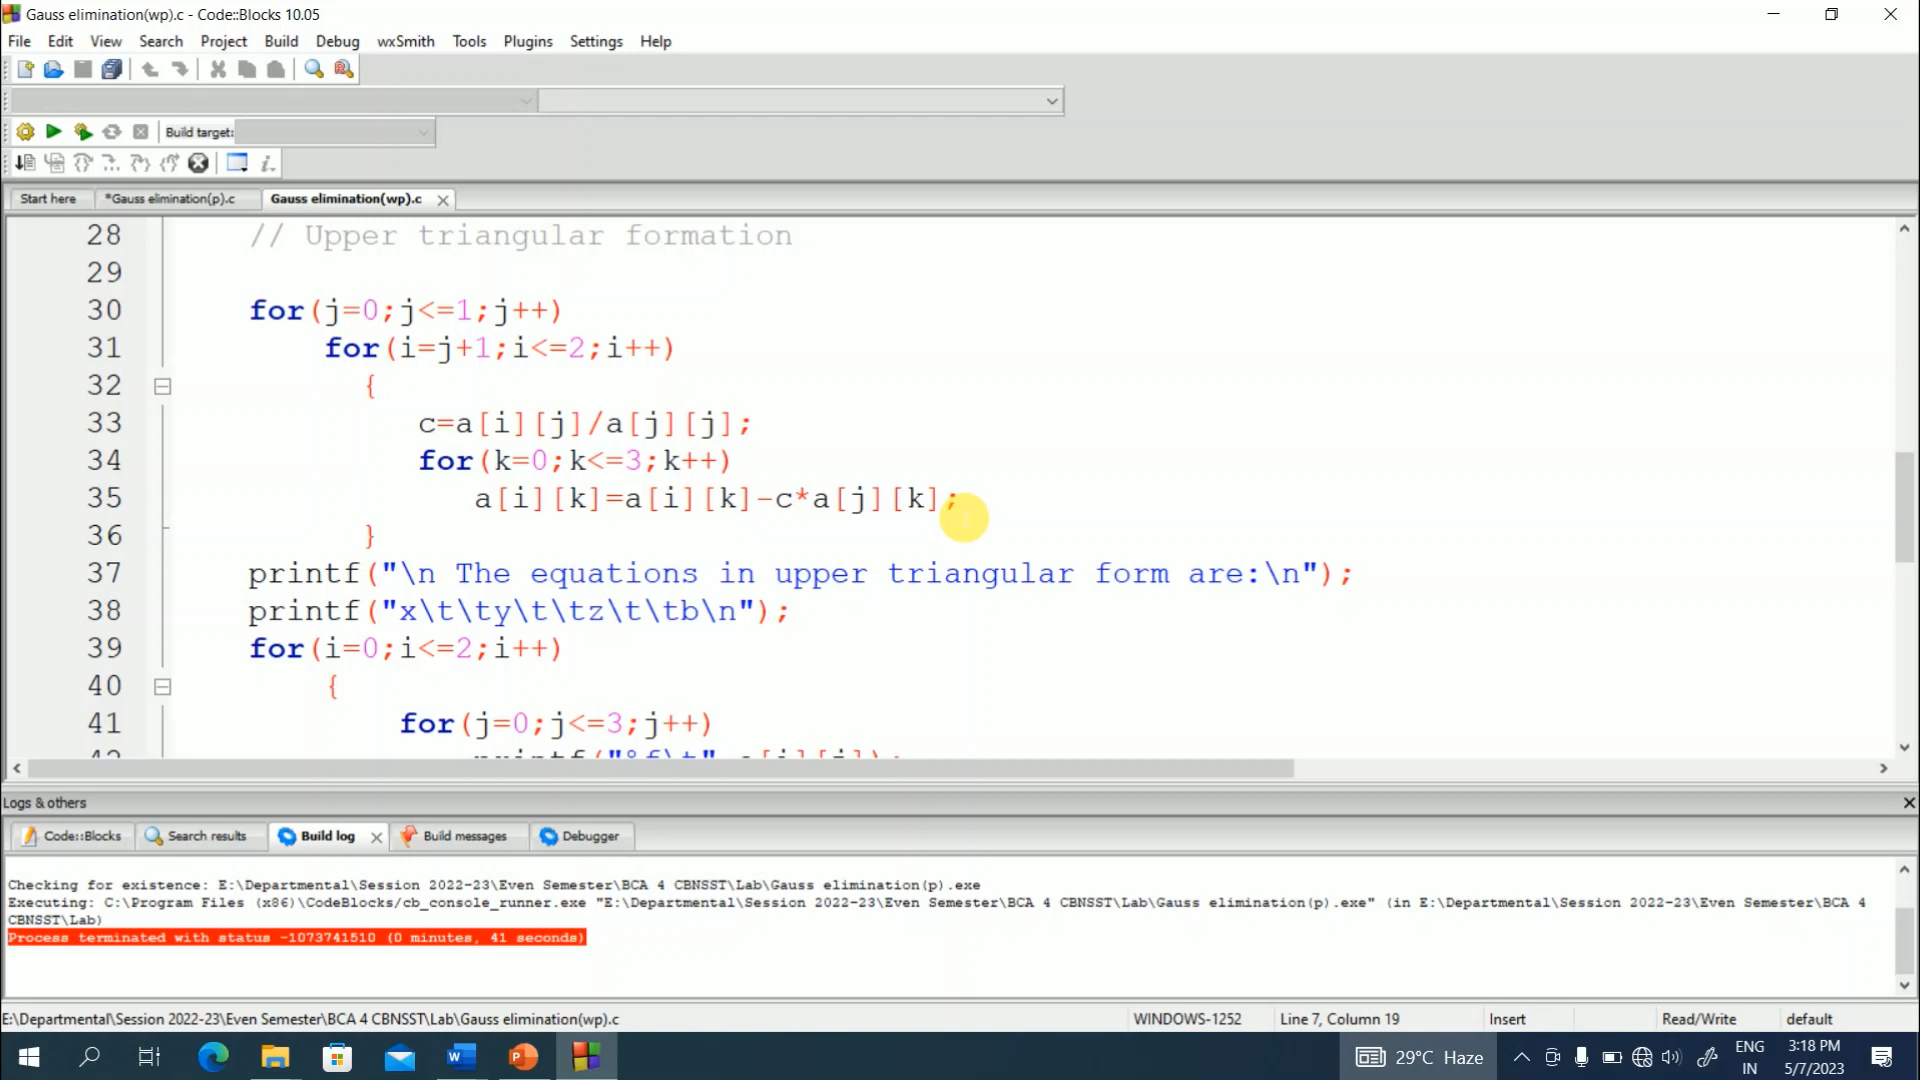 Gauss elimination(wp).c - Code::Blocks 10.05
File Edit View Search Project Build Debug wxSmith Tools Plugins Settings Help
Build target:
Start here *Gauss elimination(p).c Gauss elimination(wp).c
28 // Upper triangular formation
29
30 for(j=0;j<=1;j++)
31 for(i=j+1;i<=2;i++)
32 {
33 c=a[i][j]/a[j][j];
34 for(k=0;k<=3;k++)
35 a[i][k]=a[i][k]-c*a[j][k];
36 }
37 printf("\n The equations in upper triangular form are:\n");
38 printf("x\t\ty\t\tz\t\tb\n");
39 for(i=0;i<=2;i++)
40 {
41 for(j=0;j<=3;j++)
Logs & others
Code::Blocks Search results Build log Build messages Debugger
Checking for existence: E:\Departmental\Session 2022-23\Even Semester\BCA 4 CBNSST\Lab\Gauss elimination(p).exe
Executing: C:\Program Files (x86)\CodeBlocks/cb_console_runner.exe "E:\Departmental\Session 2022-23\Even Semester\BCA 4 CBNSST\Lab\Gauss elimination(p).exe" (in E:\Departmental\Session 2022-23\Even Semester\BCA 4
CBNSST\Lab)
Process terminated with status -1073741510 (0 minutes, 41 seconds)
E:\Departmental\Session 2022-23\Even Semester\BCA 4 CBNSST\Lab\Gauss elimination(wp).c WINDOWS-1252 Line 7, Column 19 Insert Read/Write default
29°C Haze ENG IN 3:18 PM 5/7/2023